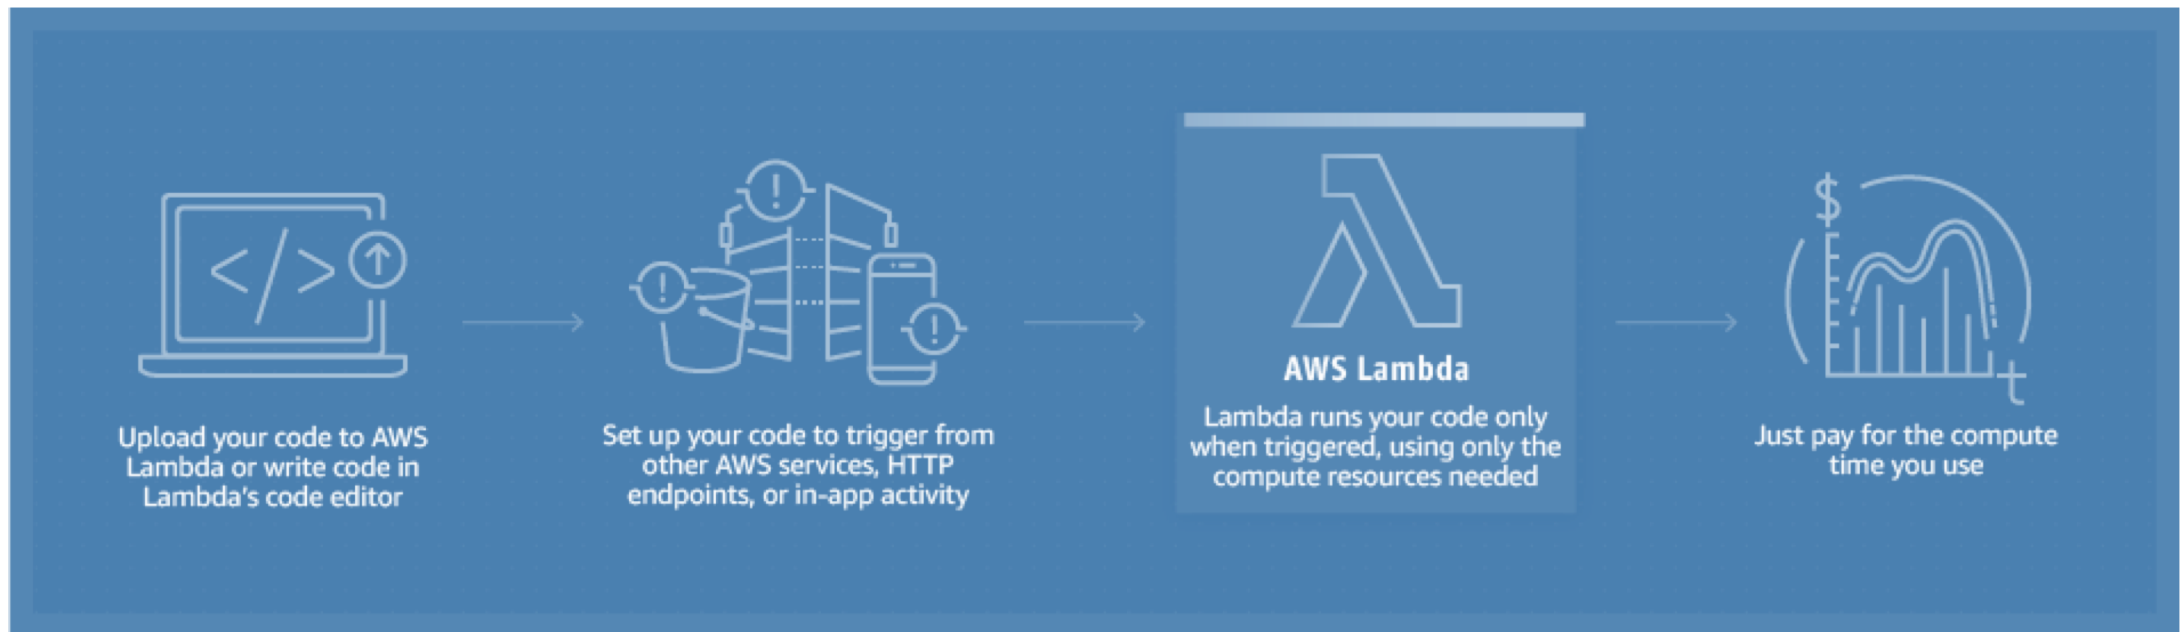 </>
Upload your code to AWS
Lambda or write code in
Lambda's code editor
Set up your code to trigger from
other AWS services, HTTP
endpoints, or in-app activity
AWS Lambda
Lambda runs your code only
when triggered, using only the
compute resources needed
$
t
Just pay for the compute
time you use